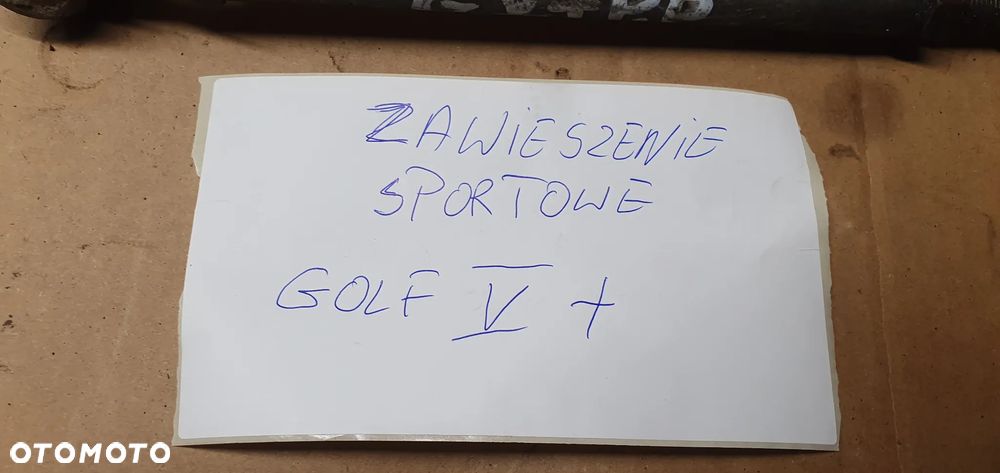 ZAWIESZENIE
SPORTOWE
GOLF V +
OTOMOTO